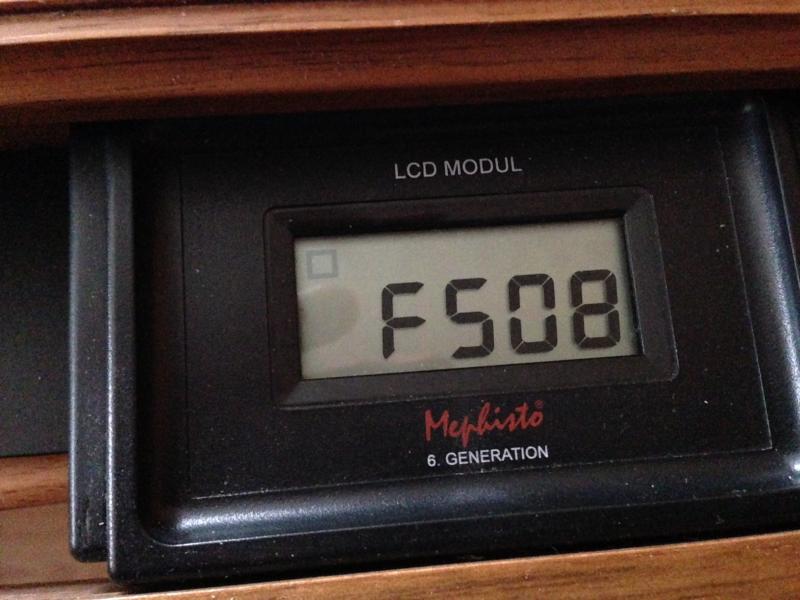 LCD MODUL
F508
Mephisto®
6. GENERATION